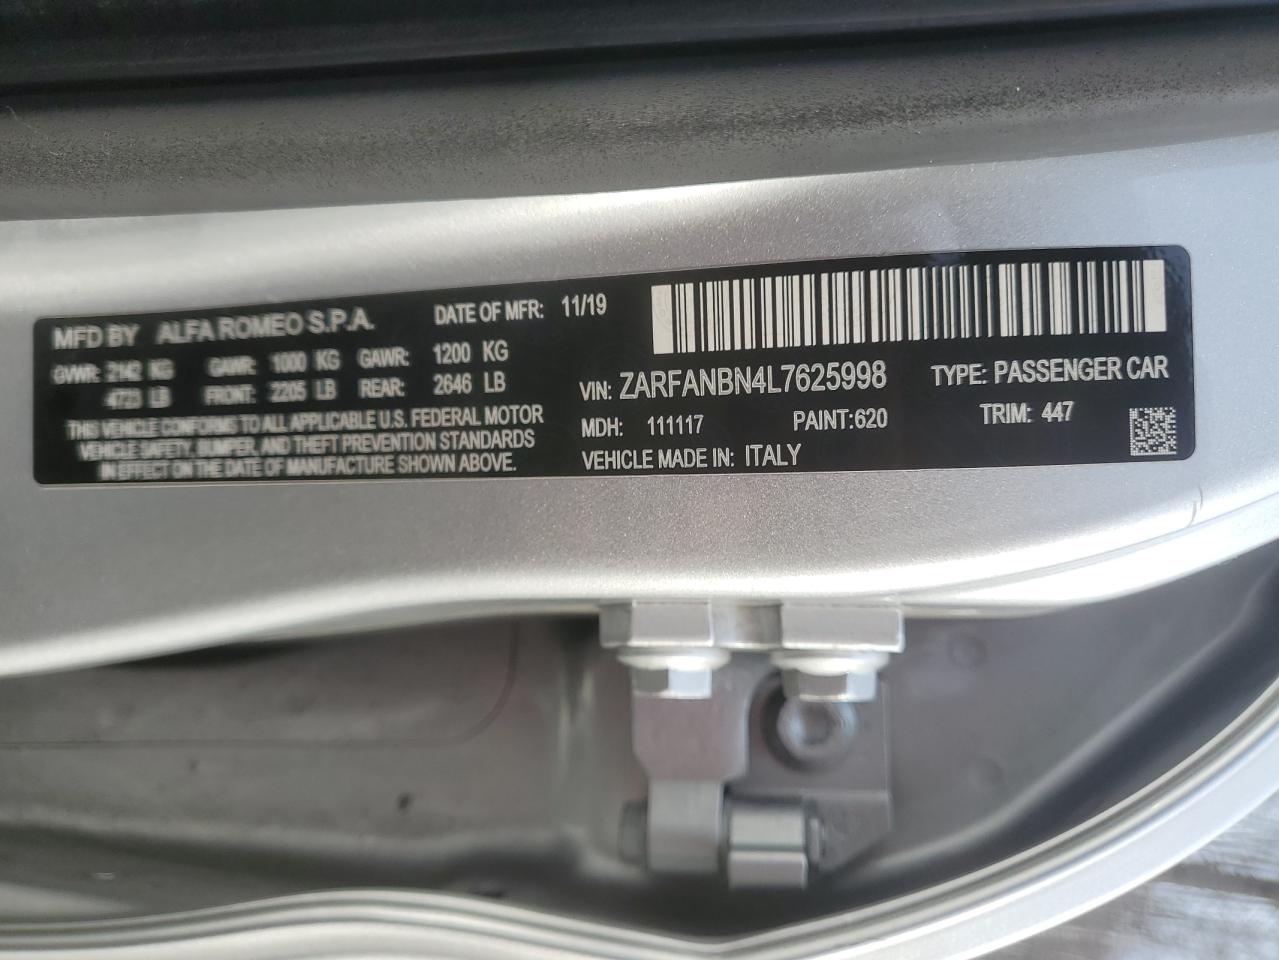 MFD BY ALFA ROMEO S.P.A. DATE OF MFR: 11/19
GVWR: 2142 KG GAWR: 1000 KG GAWR: 1200 KG
4723 LB FRONT: 2205 LB REAR: 2646 LB
THIS VEHICLE CONFORMS TO ALL APPLICABLE U.S. FEDERAL MOTOR
VEHICLE SAFETY, BUMPER, AND THEFT PREVENTION STANDARDS
IN EFFECT ON THE DATE OF MANUFACTURE SHOWN ABOVE.
VIN: ZARFANBN4L7625998 TYPE: PASSENGER CAR
MDH: 111117 PAINT:620 TRIM: 447
VEHICLE MADE IN: ITALY